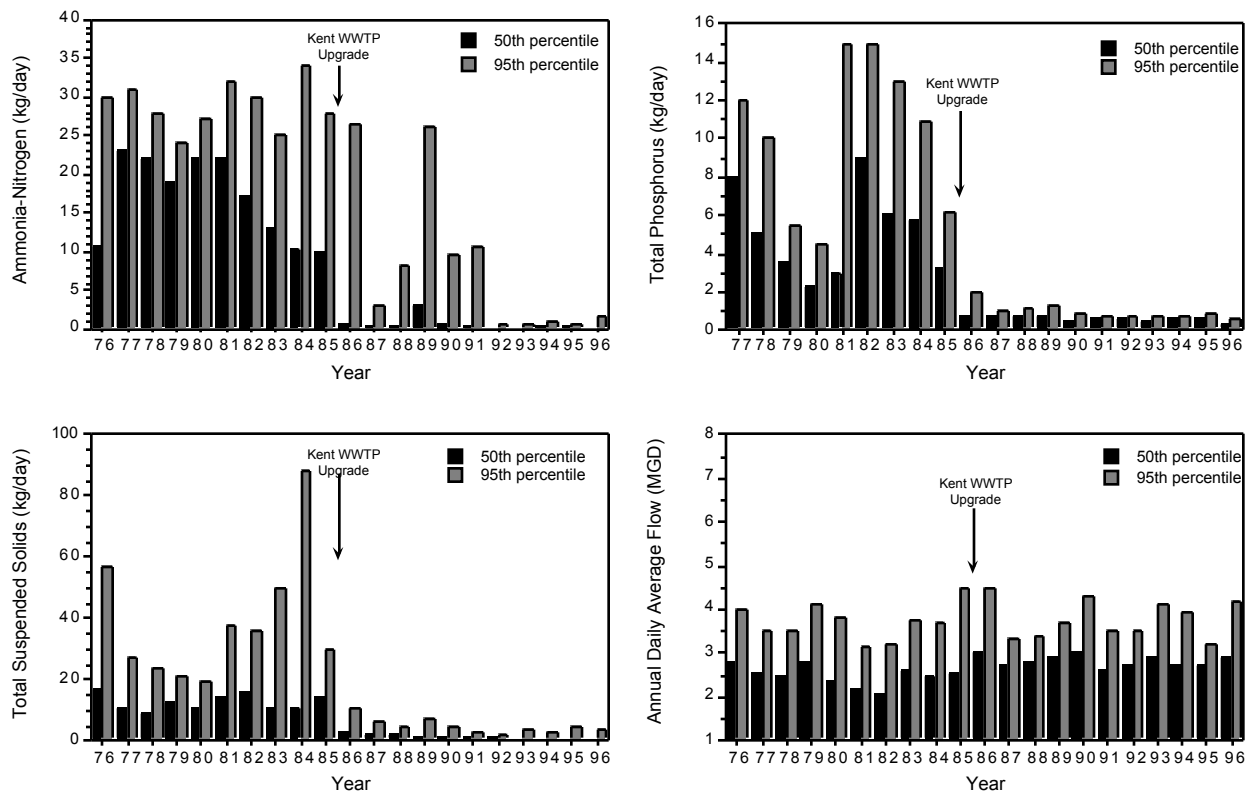 Ammonia-Nitrogen (kg/day)
40
35
30
25
20
15
10
5
0
Kent WWTP
Upgrade
50th percentile
95th percentile
76 77 78 79 80 81 82 83 84 85 86 87 88 89 90 91 92 93 94 95 96
Year
Total Phosphorus (kg/day)
16
14
12
10
8
6
4
2
0
Kent WWTP
Upgrade
50th percentile
95th percentile
77 78 79 80 81 82 83 84 85 86 87 88 89 90 91 92 93 94 95 96
Year
Total Suspended Solids (kg/day)
100
80
60
40
20
0
Kent WWTP
Upgrade
50th percentile
95th percentile
76 77 78 79 80 81 82 83 84 85 86 87 88 89 90 91 92 93 94 95 96
Year
Annual Daily Average Flow (MGD)
8
7
6
5
4
3
2
1
Kent WWTP
Upgrade
50th percentile
95th percentile
76 77 78 79 80 81 82 83 84 85 86 87 88 89 90 91 92 93 94 95 96
Year